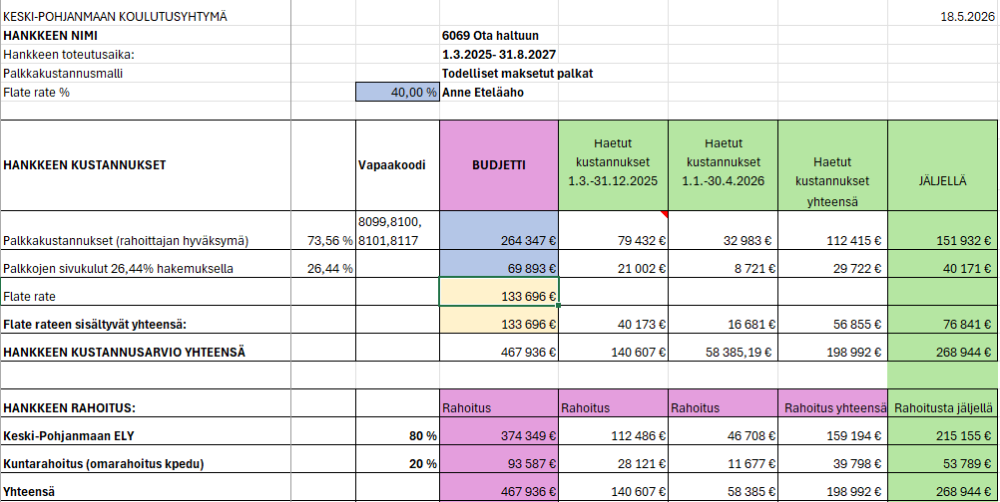 KESKI-POHJANMAAN KOULUTUSYHTYMÄ 18.5.2026
HANKKEEN NIMI 6069 Ota haltuun
Hankkeen toteutusaika: 1.3.2025- 31.8.2027
Palkkakustannusmalli Todelliset maksetut palkat
Flate rate % 40,00 % Anne Eteläaho
HANKKEEN KUSTANNUKSET Vapaakoodi BUDJETTI Haetut kustannukset 1.3.-31.12.2025 Haetut kustannukset 1.1.-30.4.2026 Haetut kustannukset yhteensä JÄLJELLÄ
Palkkakustannukset (rahoittajan hyväksymä) 73,56 % 8099,8100, 8101,8117 264 347 € 79 432 € 32 983 € 112 415 € 151 932 €
Palkkojen sivukulut 26,44% hakemuksella 26,44 % 69 893 € 21 002 € 8 721 € 29 722 € 40 171 €
Flate rate 133 696 €
Flate rateen sisältyvät yhteensä: 133 696 € 40 173 € 16 681 € 56 855 € 76 841 €
HANKKEEN KUSTANNUSARVIO YHTEENSÄ 467 936 € 140 607 € 58 385,19 € 198 992 € 268 944 €
HANKKEEN RAHOITUS: Rahoitus Rahoitus Rahoitus Rahoitus yhteensä Rahoitusta jäljellä
Keski-Pohjanmaan ELY 80 % 374 349 € 112 486 € 46 708 € 159 194 € 215 155 €
Kuntarahoitus (omarahoitus kpedu) 20 % 93 587 € 28 121 € 11 677 € 39 798 € 53 789 €
Yhteensä 467 936 € 140 607 € 58 385 € 198 992 € 268 944 €